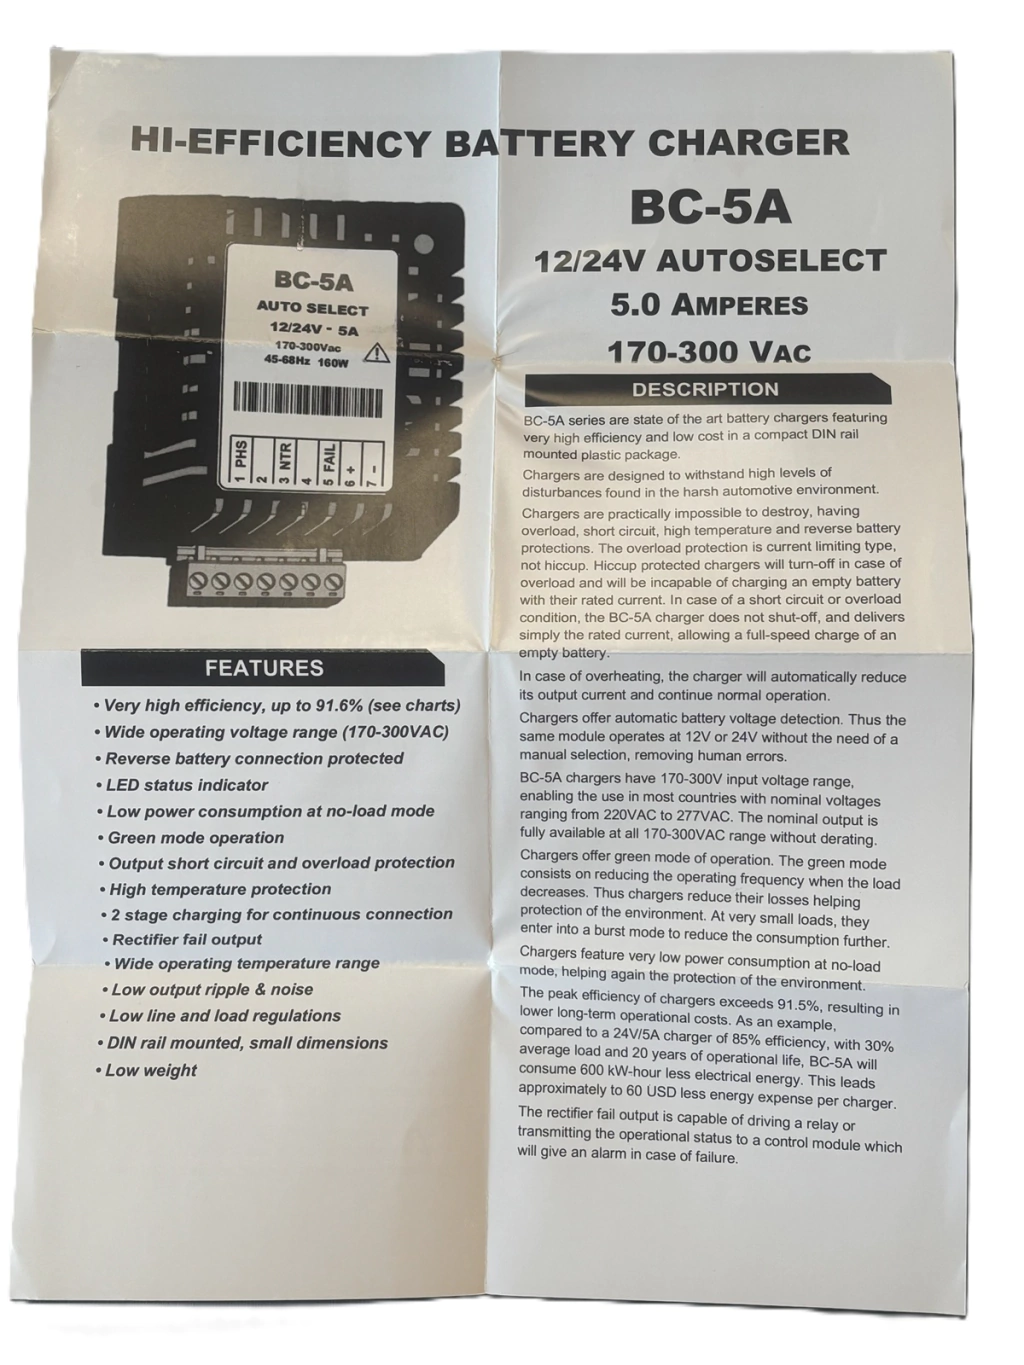 HI-EFFICIENCY BATTERY CHARGER
BC-5A
12/24V AUTOSELECT
5.0 AMPERES
170-300 VAC
BC-5A
AUTO SELECT
12/24V - 5A
170-300Vac
45-68Hz 160W
1 PHS
2
3 NTR
4
5 FAIL
6 +
7 -
FEATURES
• Very high efficiency, up to 91.6% (see charts)
• Wide operating voltage range (170-300VAC)
• Reverse battery connection protected
• LED status indicator
• Low power consumption at no-load mode
• Green mode operation
• Output short circuit and overload protection
• High temperature protection
• 2 stage charging for continuous connection
• Rectifier fail output
• Wide operating temperature range
• Low output ripple & noise
• Low line and load regulations
• DIN rail mounted, small dimensions
• Low weight
DESCRIPTION
BC-5A series are state of the art battery chargers featuring
very high efficiency and low cost in a compact DIN rail
mounted plastic package.
Chargers are designed to withstand high levels of
disturbances found in the harsh automotive environment.
Chargers are practically impossible to destroy, having
overload, short circuit, high temperature and reverse battery
protections. The overload protection is current limiting type,
not hiccup. Hiccup protected chargers will turn-off in case of
overload and will be incapable of charging an empty battery
with their rated current. In case of a short circuit or overload
condition, the BC-5A charger does not shut-off, and delivers
simply the rated current, allowing a full-speed charge of an
empty battery.
In case of overheating, the charger will automatically reduce
its output current and continue normal operation.
Chargers offer automatic battery voltage detection. Thus the
same module operates at 12V or 24V without the need of a
manual selection, removing human errors.
BC-5A chargers have 170-300V input voltage range,
enabling the use in most countries with nominal voltages
ranging from 220VAC to 277VAC. The nominal output is
fully available at all 170-300VAC range without derating.
Chargers offer green mode of operation. The green mode
consists on reducing the operating frequency when the load
decreases. Thus chargers reduce their losses helping
protection of the environment. At very small loads, they
enter into a burst mode to reduce the consumption further.
Chargers feature very low power consumption at no-load
mode, helping again the protection of the environment.
The peak efficiency of chargers exceeds 91.5%, resulting in
lower long-term operational costs. As an example,
compared to a 24V/5A charger of 85% efficiency, with 30%
average load and 20 years of operational life, BC-5A will
consume 600 kW-hour less electrical energy. This leads
approximately to 60 USD less energy expense per charger.
The rectifier fail output is capable of driving a relay or
transmitting the operational status to a control module which
will give an alarm in case of failure.